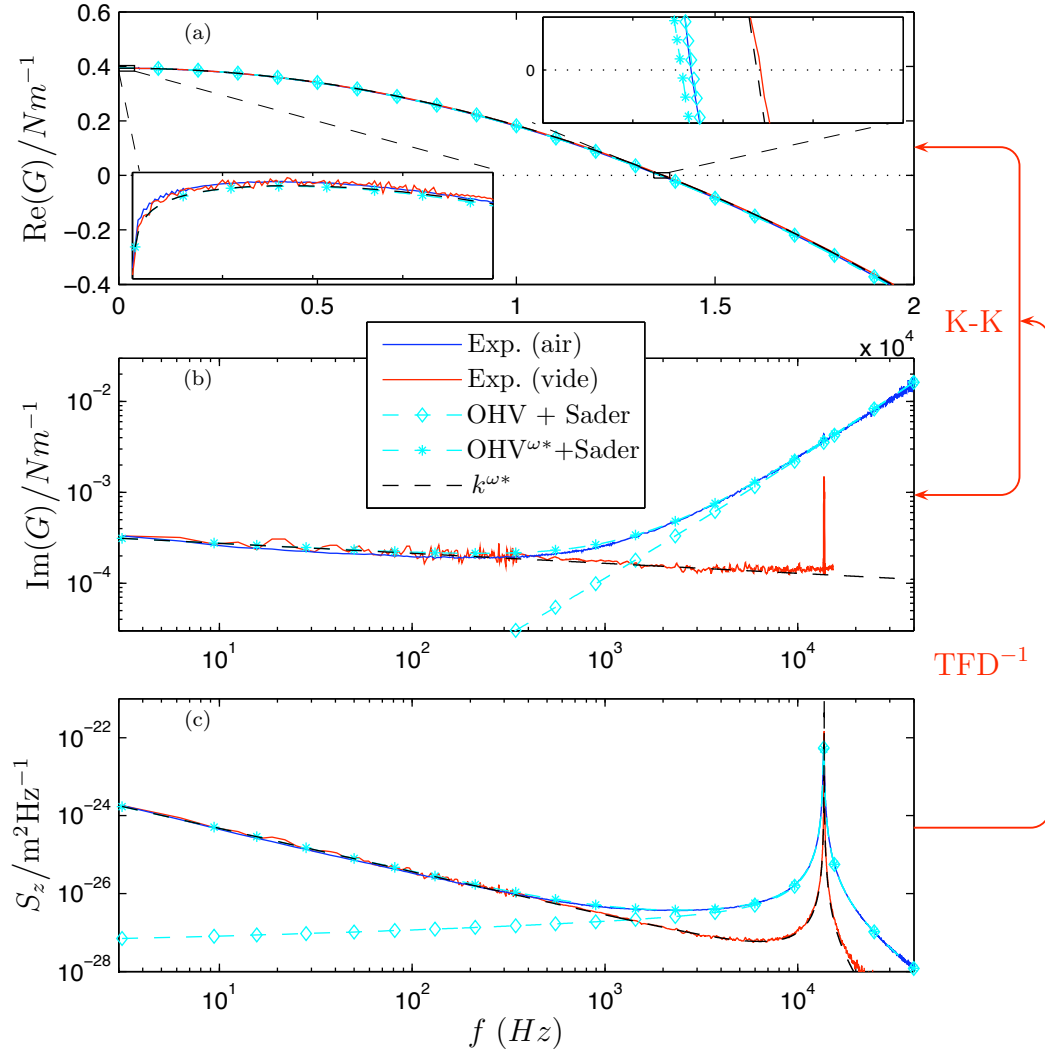 (a)
Re(G)/Nm⁻¹
0.6
0.4
0.2
0
−0.2
−0.4
0
0
0.5
1
1.5
2
x 10⁴
K-K
Exp. (air)
Exp. (vide)
OHV + Sader
OHV^ω* +Sader
k^ω*
(b)
Im(G)/Nm⁻¹
10⁻²
10⁻³
10⁻⁴
10¹
10²
10³
10⁴
TFD⁻¹
(c)
S_z/m²Hz⁻¹
10⁻²²
10⁻²⁴
10⁻²⁶
10⁻²⁸
10¹
10²
10³
10⁴
f (Hz)